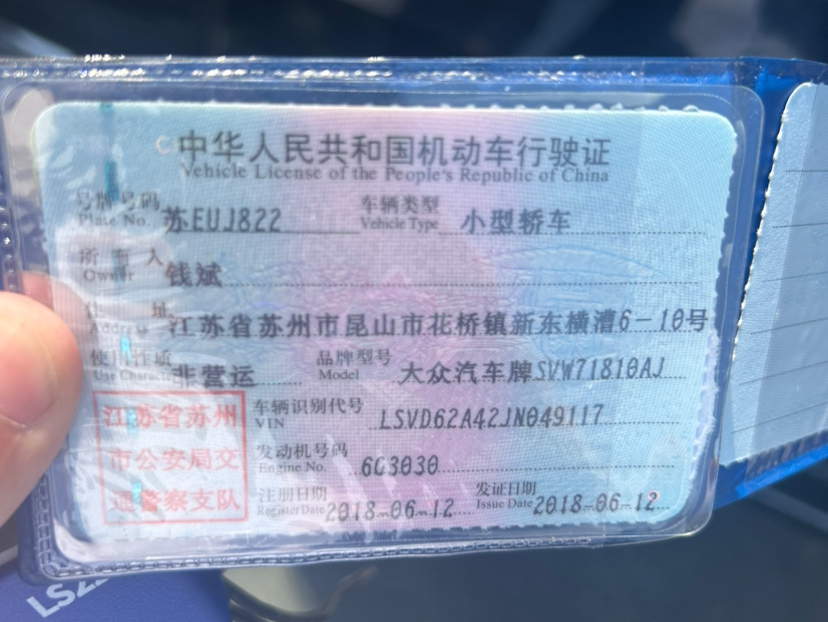 中华人民共和国机动车行驶证
Vehicle License of the People's Republic of China
号牌号码 苏EUJ822 车辆类型 小型轿车
Plate No. Vehicle Type
所有人 钱斌
Owner
住址 江苏省苏州市昆山市花桥镇新东横漕6-10号
Address
使用性质 非营运 品牌型号 大众汽车牌SVW71810AJ
Use Character Model
江苏省苏州 车辆识别代号 LSVD62A42JN049117
VIN
市公安局交 发动机号码 6G3030
Engine No.
通警察支队 注册日期 2018-06-12 发证日期 2018-06-12
Register Date Issue Date